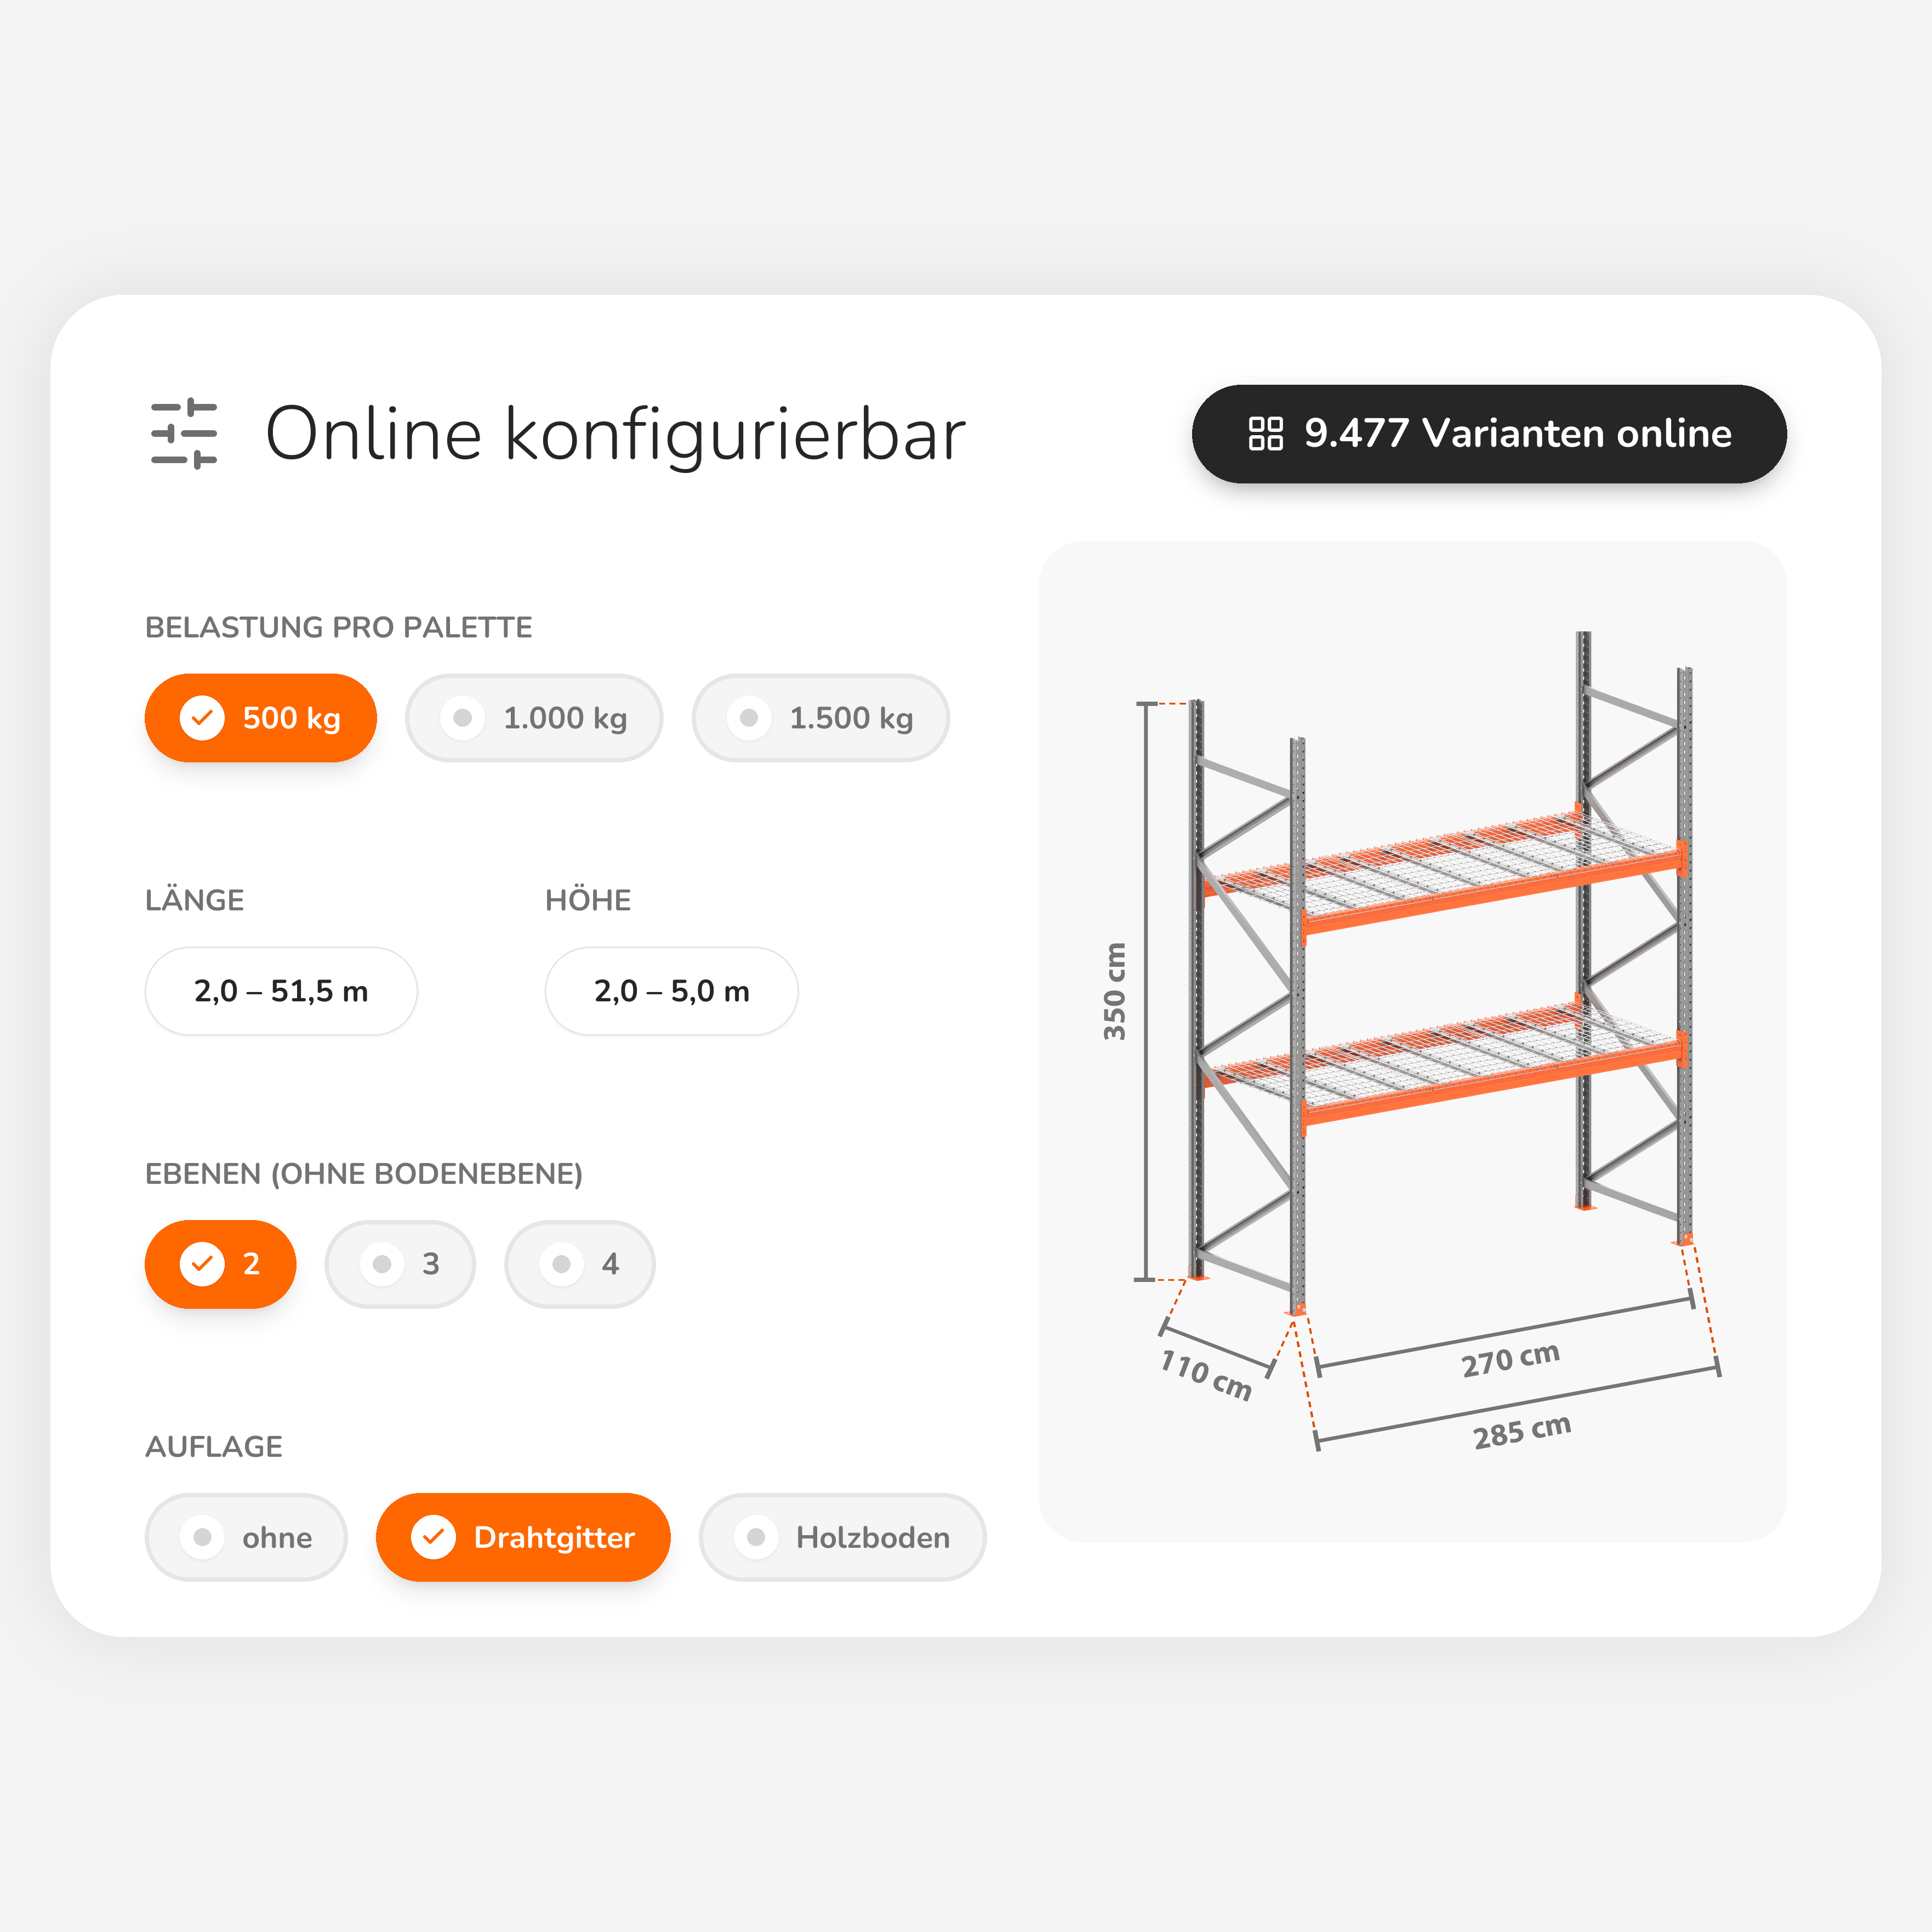 Online konfigurierbar
9.477 Varianten online
BELASTUNG PRO PALETTE
500 kg
1.000 kg
1.500 kg
LÄNGE
HÖHE
2,0 – 51,5 m
2,0 – 5,0 m
EBENEN (OHNE BODENEBENE)
2
3
4
AUFLAGE
ohne
Drahtgitter
Holzboden
350 cm
110 cm
270 cm
285 cm